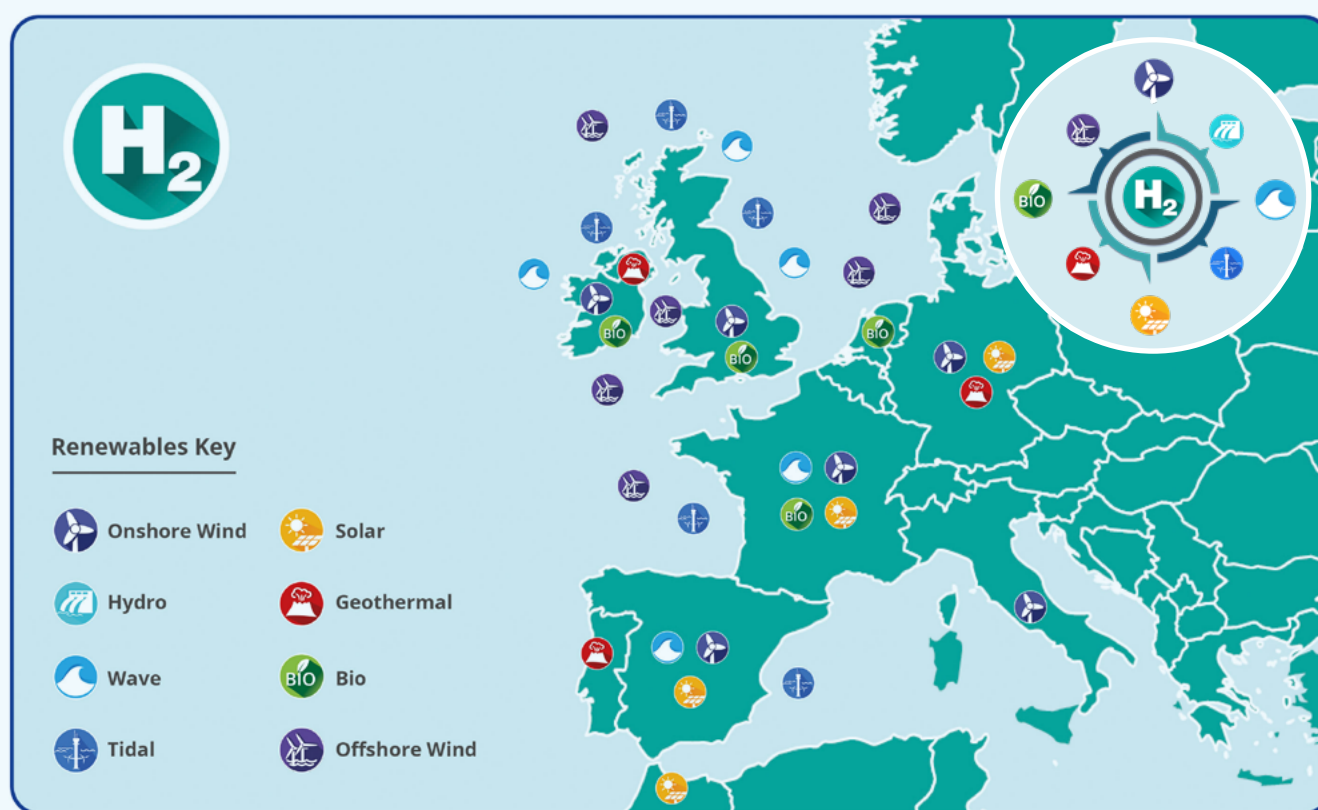 H2
H2
BIO
BIO
BIO
BIO
BIO
Renewables Key
Onshore Wind
Solar
Hydro
Geothermal
Wave
BIO
Bio
Tidal
Offshore Wind